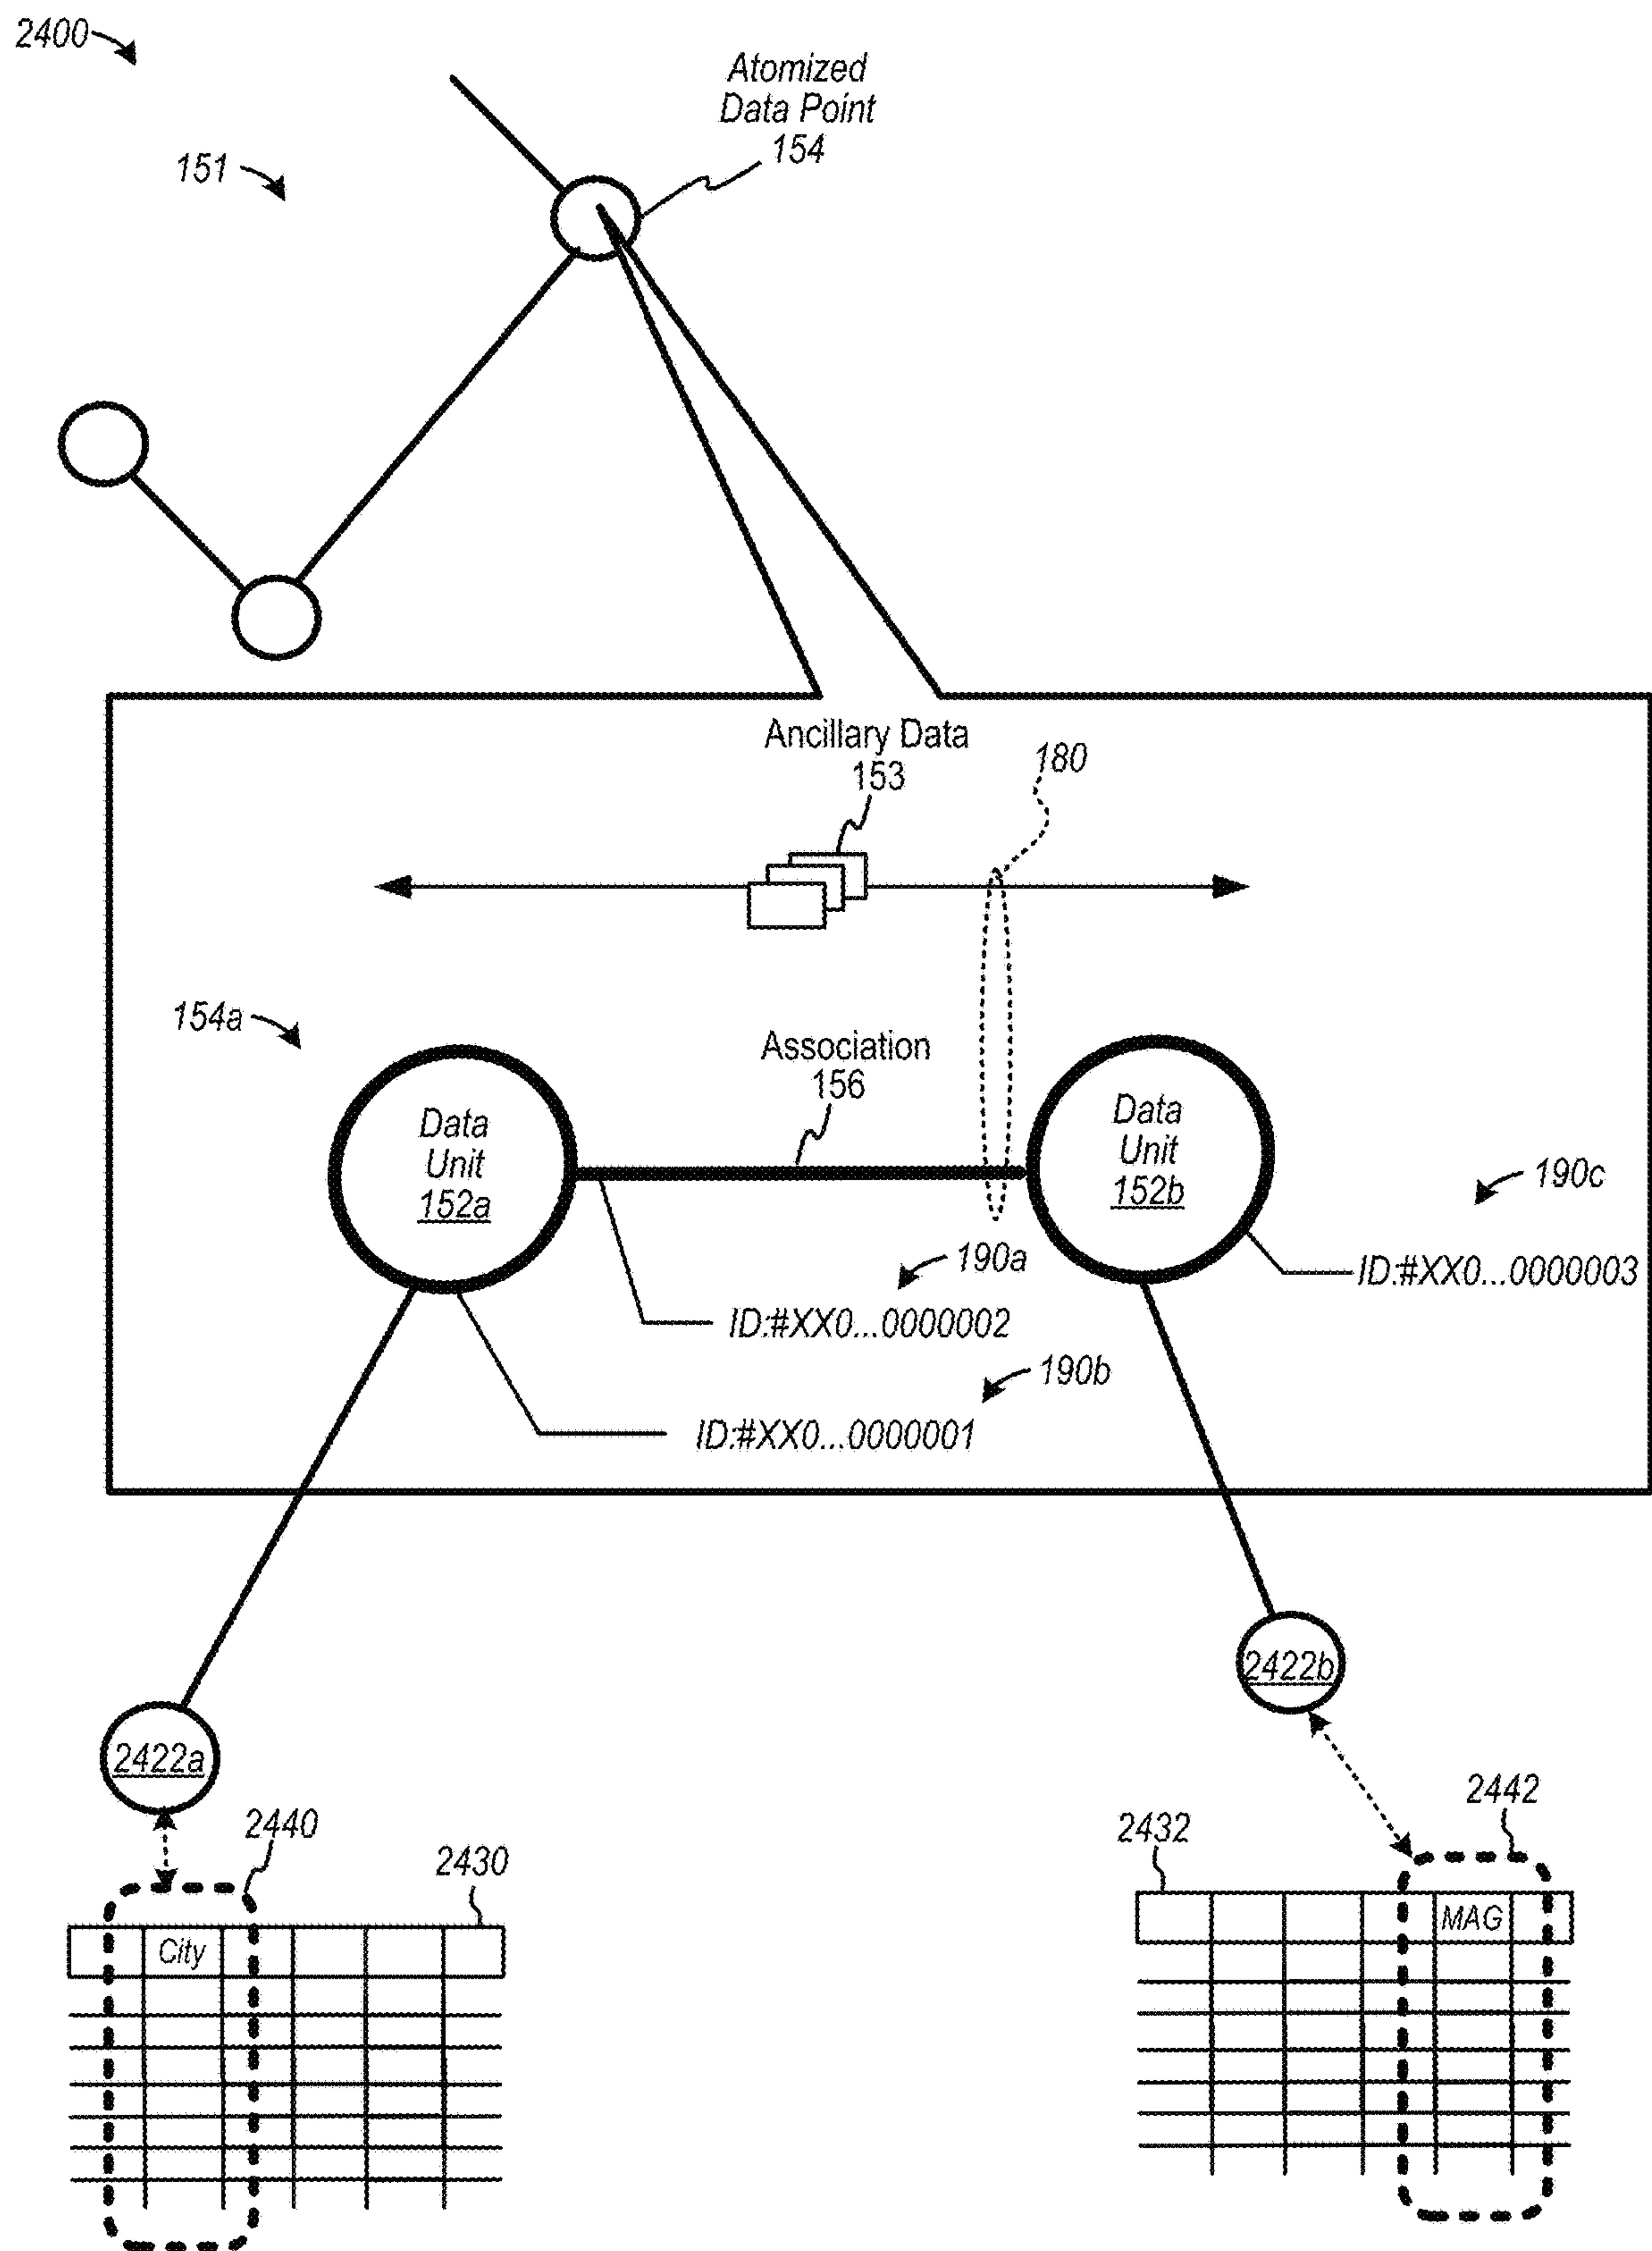 2400
Atomized
Data Point
154
151
Ancillary Data
153
180
154a
Association
156
Data
Unit
152a
Data
Unit
152b
190c
190a
ID:#XX0...0000003
ID:#XX0...0000002
190b
ID:#XX0...0000001
2422b
2422a
2442
2440
2432
2430
MAG
City